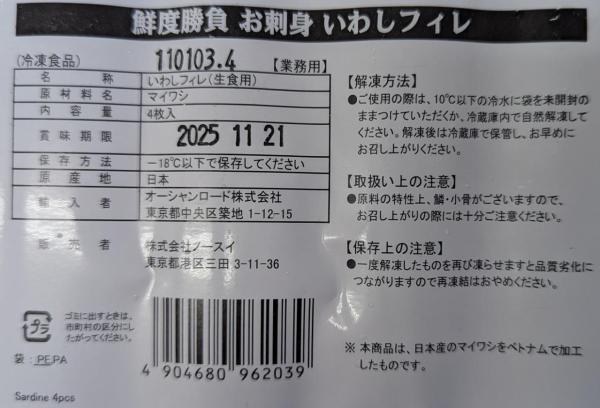 鮮度勝負 お刺身 いわしフィレ
(冷凍食品) 110103.4 【業務用】
名称 いわしフィレ(生食用)
原材料名 マイワシ
内容量 4枚入
賞味期限 2025 11 21
保存方法 －18℃以下で保存してください
原産地 日本
輸入者 オーシャンロード株式会社
東京都中央区築地 1-12-15
販売者 株式会社ノースイ
東京都港区三田 3-11-36
ゴミに出すときは、
市町村の区分にし
たがってください。
プラ
袋：PE,PA
4 904680 962039
Sardine 4pcs
【解凍方法】
●ご使用の際は、10℃以下の冷水に袋を未開封の
ままつけていただくか、冷蔵庫内で自然解凍して
ください。解凍後は冷蔵庫で保管し、お早めに
お召し上がりください。
【取扱い上の注意】
●原料の特性上、鱗・小骨がございますので、
お召し上がりの際には十分ご注意ください。
【保存上の注意】
●一度解凍したものを再び凍らせますと品質劣化に
つながりますので再凍結はおやめください。
※ 本商品は、日本産のマイワシをベトナムで加工
したものです。